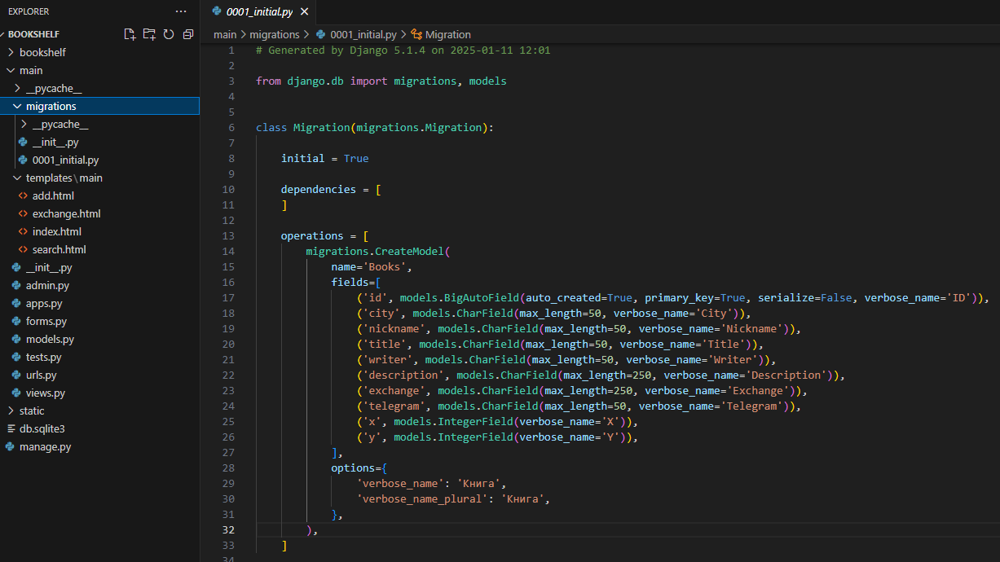 EXPLORER
BOOKSHELF
bookshelf
main
__pycache__
migrations
__pycache__
__init__.py
0001_initial.py
templates\main
add.html
exchange.html
index.html
search.html
__init__.py
admin.py
apps.py
forms.py
models.py
tests.py
urls.py
views.py
static
db.sqlite3
manage.py
0001_initial.py
main > migrations > 0001_initial.py > Migration
1 # Generated by Django 5.1.4 on 2025-01-11 12:01
2
3 from django.db import migrations, models
4
5
6 class Migration(migrations.Migration):
7
8 initial = True
9
10 dependencies = [
11 ]
12
13 operations = [
14 migrations.CreateModel(
15 name='Books',
16 fields=[
17 ('id', models.BigAutoField(auto_created=True, primary_key=True, serialize=False, verbose_name='ID')),
18 ('city', models.CharField(max_length=50, verbose_name='City')),
19 ('nickname', models.CharField(max_length=50, verbose_name='Nickname')),
20 ('title', models.CharField(max_length=50, verbose_name='Title')),
21 ('writer', models.CharField(max_length=50, verbose_name='Writer')),
22 ('description', models.CharField(max_length=250, verbose_name='Description')),
23 ('exchange', models.CharField(max_length=250, verbose_name='Exchange')),
24 ('telegram', models.CharField(max_length=50, verbose_name='Telegram')),
25 ('x', models.IntegerField(verbose_name='X')),
26 ('y', models.IntegerField(verbose_name='Y')),
27 ],
28 options={
29 'verbose_name': 'Книга',
30 'verbose_name_plural': 'Книга',
31 },
32 ),
33 ]
34